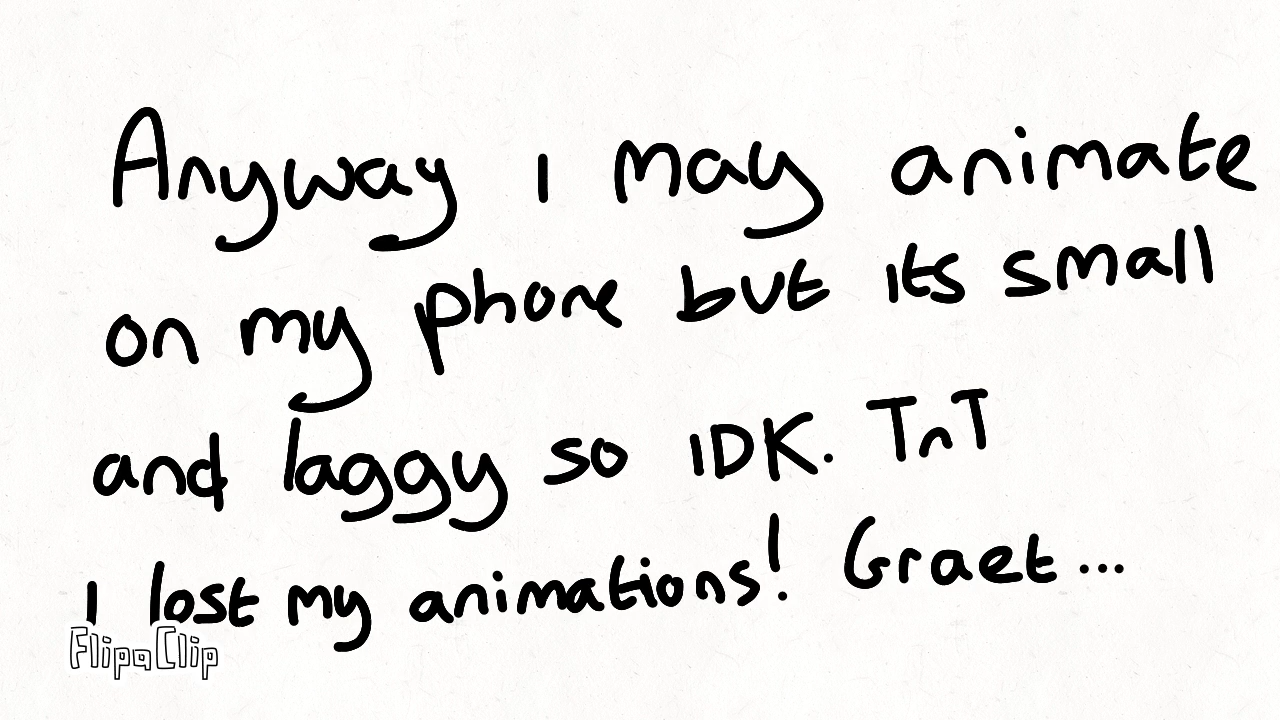 Anyway I may animate
on my phone but its small
and laggy so IDK. TnT
I lost my animations! Graet...
FlipaClip